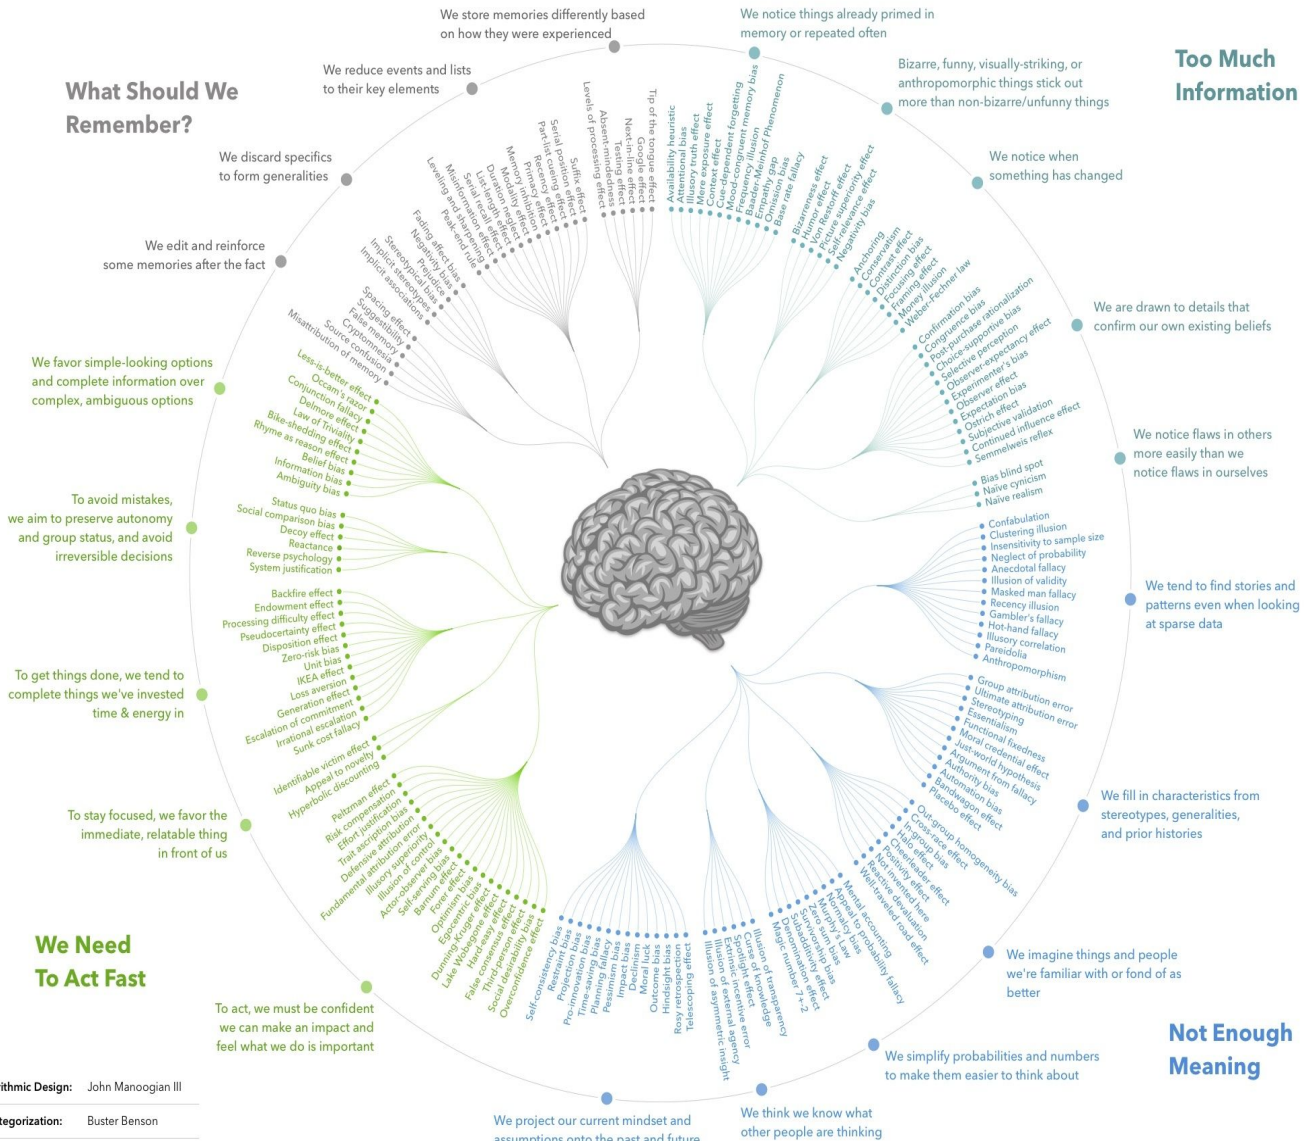 We store memories differently based
on how they were experienced
We notice things already primed in
memory or repeated often
Too Much
Information
Bizarre, funny, visually-striking, or
anthropomorphic things stick out
more than non-bizarre/unfunny things
We reduce events and lists
to their key elements
What Should We
Remember?
We discard specifics
to form generalities
We notice when
something has changed
We edit and reinforce
some memories after the fact
We are drawn to details that
confirm our own existing beliefs
We favor simple-looking options
and complete information over
complex, ambiguous options
We notice flaws in others
more easily than we
notice flaws in ourselves
To avoid mistakes,
we aim to preserve autonomy
and group status, and avoid
irreversible decisions
We tend to find stories and
patterns even when looking
at sparse data
To get things done, we tend to
complete things we've invested
time & energy in
We fill in characteristics from
stereotypes, generalities,
and prior histories
To stay focused, we favor the
immediate, relatable thing
in front of us
We Need
To Act Fast
We imagine things and people
we're familiar with or fond of as
better
To act, we must be confident
we can make an impact and
feel what we do is important
Not Enough
Meaning
We simplify probabilities and numbers
to make them easier to think about
We think we know what
other people are thinking
We project our current mindset and
assumptions onto the past and future
Availability heuristic
Attentional bias
Illusory truth effect
Mere exposure effect
Context effect
Cue-dependent forgetting
Mood-congruent memory bias
Frequency illusion
Baader-Meinhof Phenomenon
Empathy gap
Omission bias
Base rate fallacy
Bizarreness effect
Humor effect
Von Restorff effect
Picture superiority effect
Self-relevance effect
Negativity bias
Anchoring
Conservatism
Contrast effect
Distinction bias
Focusing effect
Framing effect
Money illusion
Weber–Fechner law
Confirmation bias
Congruence bias
Post-purchase rationalization
Choice-supportive bias
Selective perception
Observer-expectancy effect
Experimenter's bias
Observer effect
Expectation bias
Ostrich effect
Subjective validation
Continued influence effect
Semmelweis reflex
Bias blind spot
Naïve cynicism
Naïve realism
Confabulation
Clustering illusion
Insensitivity to sample size
Neglect of probability
Anecdotal fallacy
Illusion of validity
Masked man fallacy
Recency illusion
Gambler's fallacy
Hot-hand fallacy
Illusory correlation
Pareidolia
Anthropomorphism
Group attribution error
Ultimate attribution error
Stereotyping
Essentialism
Functional fixedness
Moral credential effect
Just-world hypothesis
Argument from fallacy
Authority bias
Automation bias
Bandwagon effect
Placebo effect
Out-group homogeneity bias
Cross-race effect
In-group bias
Halo effect
Cheerleader effect
Positivity effect
Not invented here
Reactive devaluation
Well-traveled road effect
Mental accounting
Appeal to probability fallacy
Normalcy bias
Murphy's Law
Zero sum bias
Survivorship bias
Subadditivity effect
Denomination effect
Magic number 7+-2
Illusion of transparency
Curse of knowledge
Spotlight effect
Extrinsic incentive error
Illusion of external agency
Illusion of asymmetric insight
Telescoping effect
Rosy retrospection
Hindsight bias
Outcome bias
Moral luck
Declinism
Impact bias
Pessimism bias
Planning fallacy
Time-saving bias
Pro-innovation bias
Projection bias
Restraint bias
Self-consistency bias
Overconfidence effect
Social desirability bias
Third-person effect
False consensus effect
Hard-easy effect
Lake Wobegone effect
Dunning-Kruger effect
Egocentric bias
Optimism bias
Forer effect
Barnum effect
Self-serving bias
Actor-observer bias
Illusion of control
Illusory superiority
Fundamental attribution error
Defensive attribution
Trait ascription bias
Effort justification
Risk compensation
Peltzman effect
Hyperbolic discounting
Appeal to novelty
Identifiable victim effect
Sunk cost fallacy
Irrational escalation
Escalation of commitment
Generation effect
Loss aversion
IKEA effect
Unit bias
Zero-risk bias
Disposition effect
Pseudocertainty effect
Processing difficulty effect
Endowment effect
Backfire effect
System justification
Reverse psychology
Reactance
Decoy effect
Social comparison bias
Status quo bias
Ambiguity bias
Information bias
Belief bias
Rhyme as reason effect
Bike-shedding effect
Law of Triviality
Delmore effect
Conjunction fallacy
Occam's razor
Less-is-better effect
Misattribution of memory
Source confusion
Cryptomnesia
False memory
Suggestibility
Spacing effect
Implicit associations
Implicit stereotypes
Stereotypical bias
Prejudice
Negativity bias
Fading affect bias
Peak-end rule
Leveling and sharpening
Misinformation effect
Serial recall effect
List-length effect
Duration neglect
Modality effect
Memory inhibition
Primacy effect
Recency effect
Part-list cueing effect
Serial position effect
Suffix effect
Levels of processing effect
Absent-mindedness
Testing effect
Next-in-line effect
Google effect
Tip of the tongue effect
rithmic Design: John Manoogian III
tegorization: Buster Benson